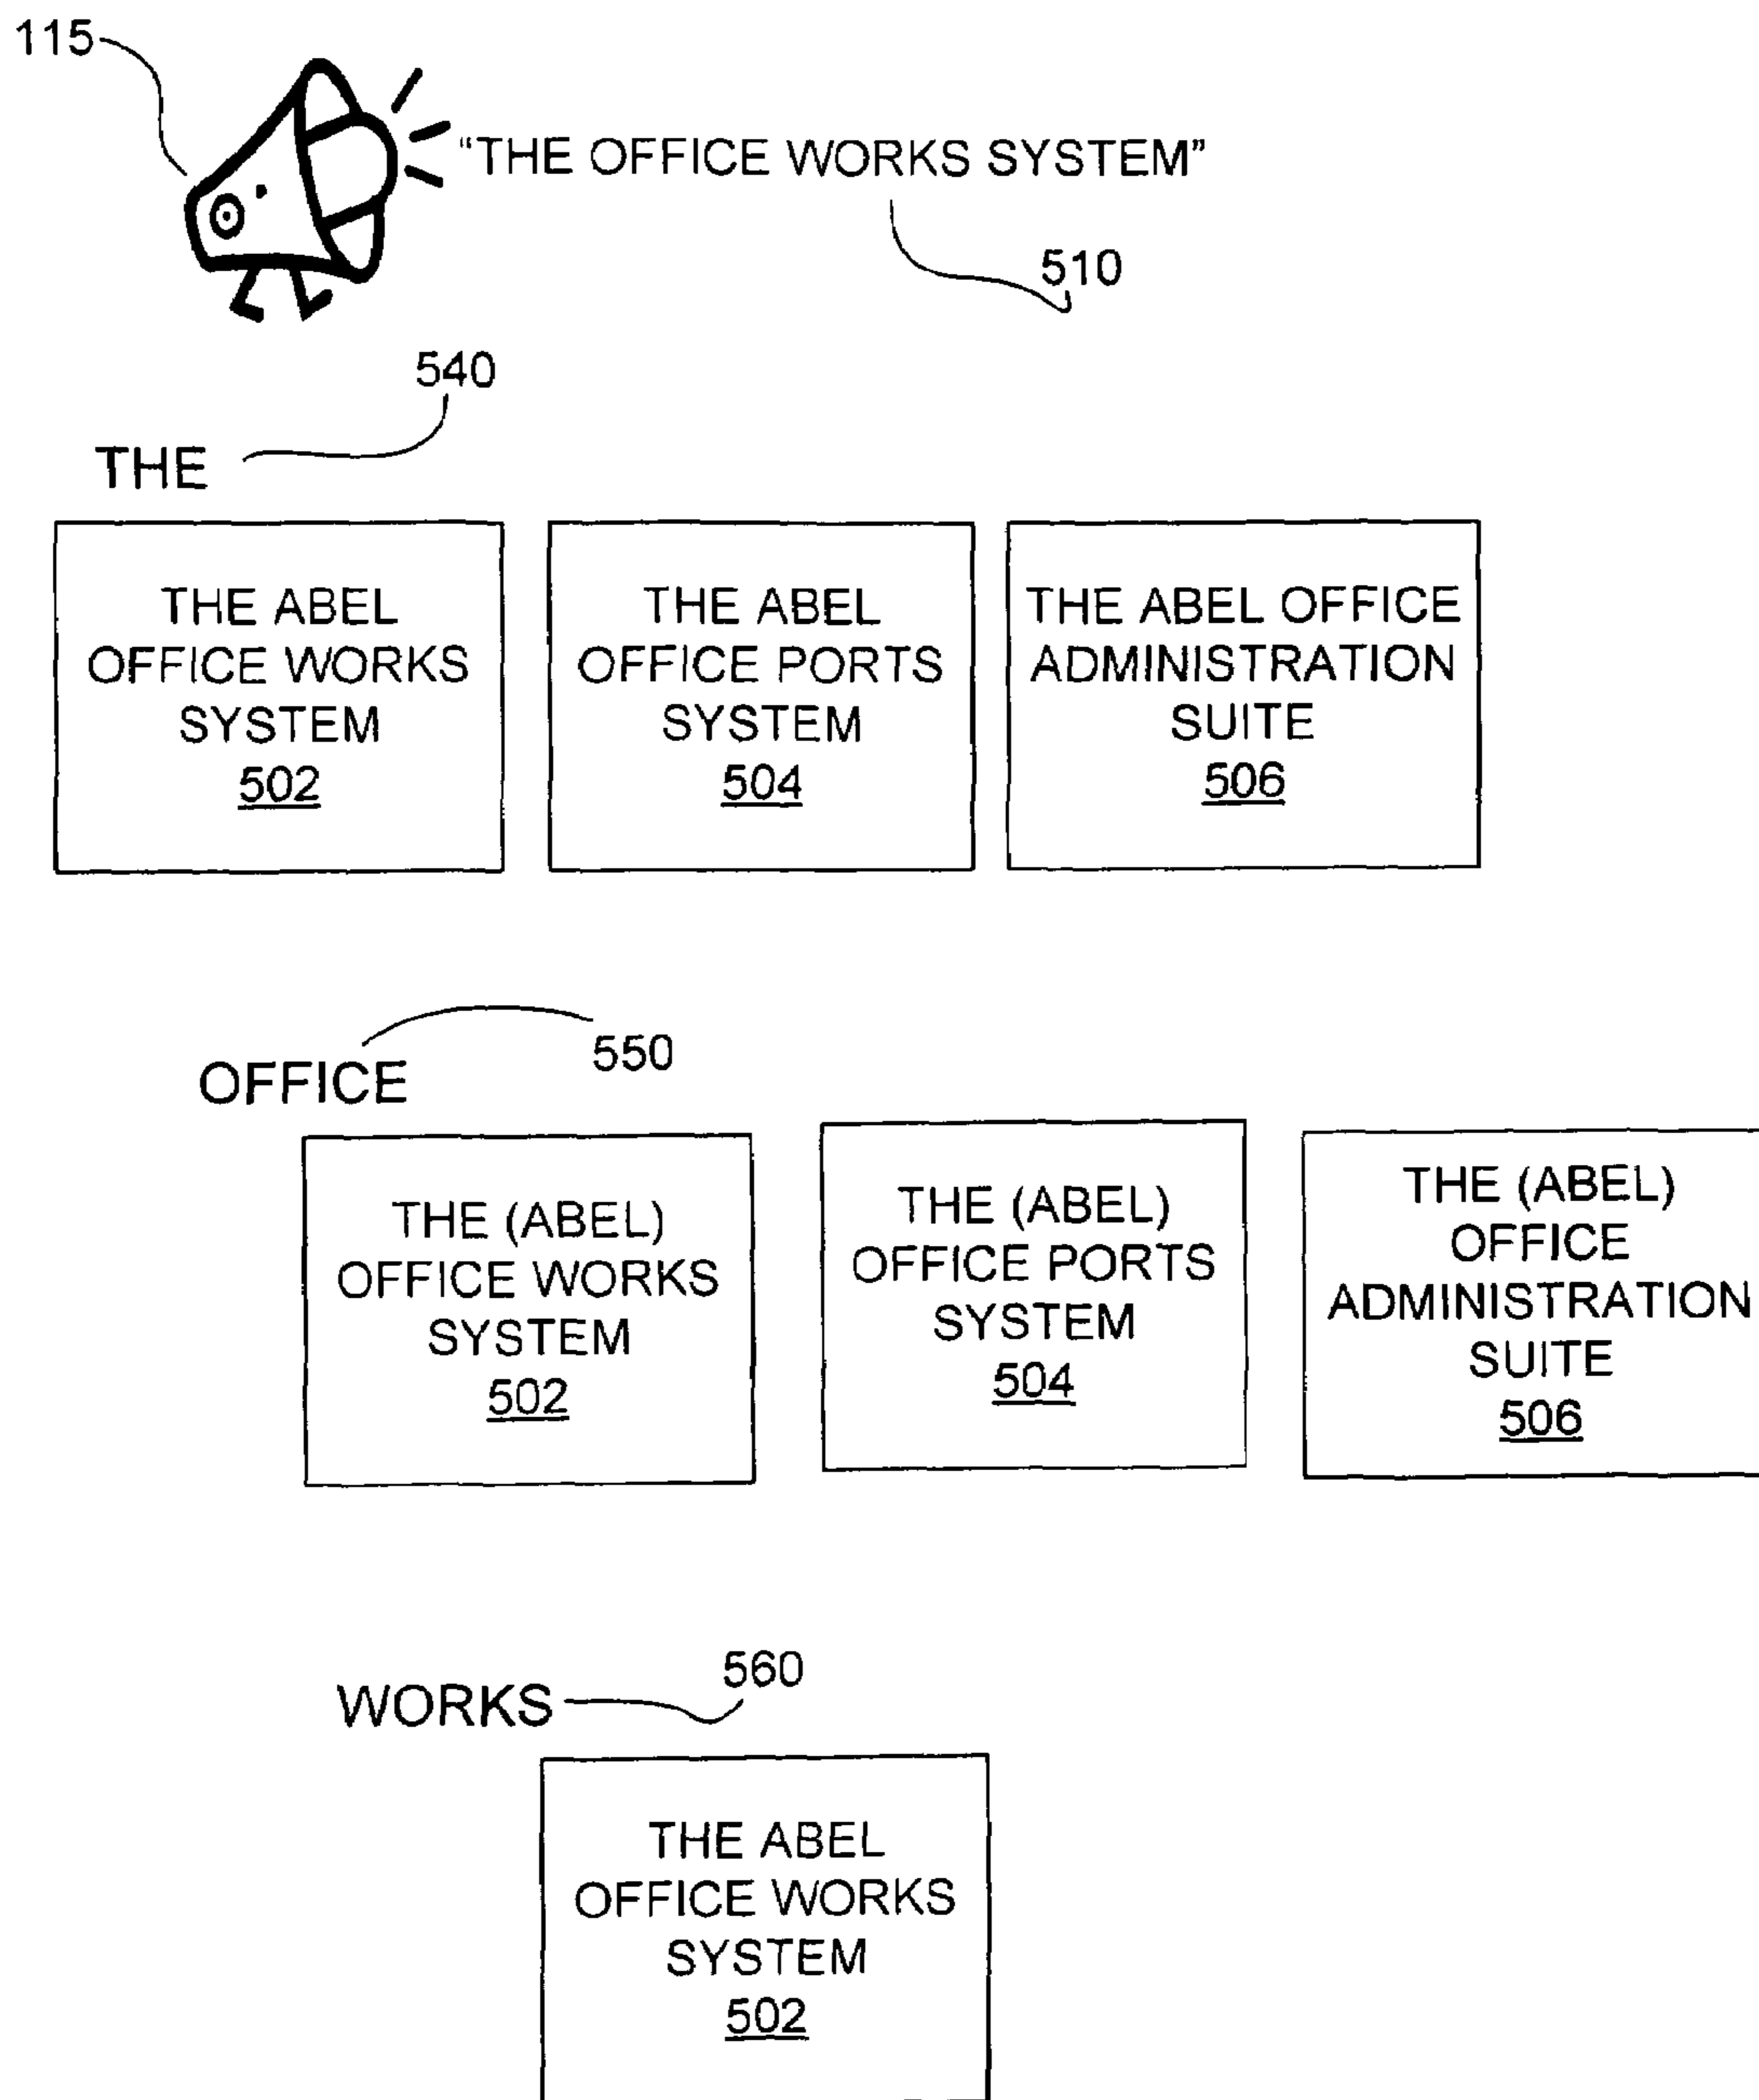 115
“THE OFFICE WORKS SYSTEM”
510
540
THE
THE ABEL
OFFICE WORKS
SYSTEM
502
THE ABEL
OFFICE PORTS
SYSTEM
504
THE ABEL OFFICE
ADMINISTRATION
SUITE
506
550
OFFICE
THE (ABEL)
OFFICE WORKS
SYSTEM
502
THE (ABEL)
OFFICE PORTS
SYSTEM
504
THE (ABEL)
OFFICE
ADMINISTRATION
SUITE
506
560
WORKS
THE ABEL
OFFICE WORKS
SYSTEM
502